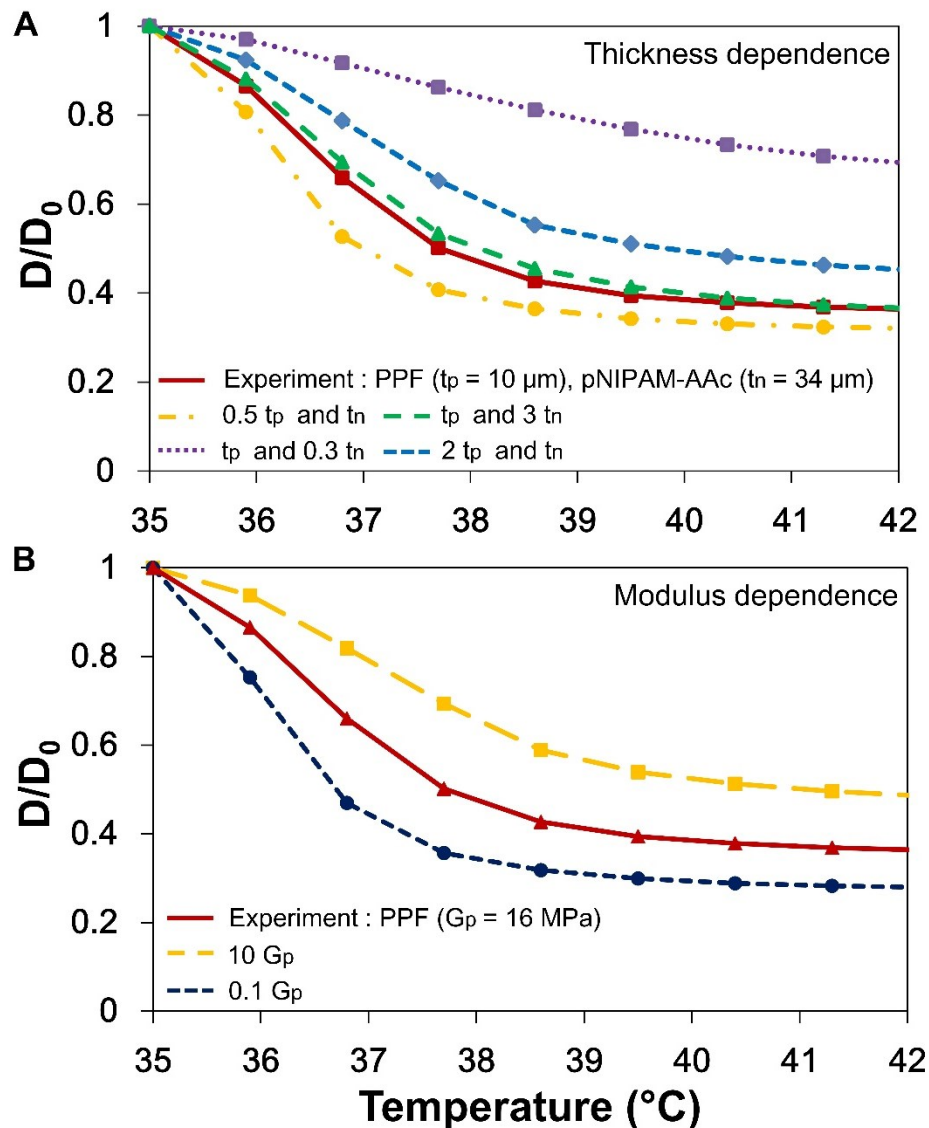 A
Thickness dependence
1
0.8
0.6
0.4
0.2
0
D/D₀
Experiment : PPF (tp = 10 µm), pNIPAM-AAc (tn = 34 µm)
0.5 tp and tn
tp and 3 tn
tp and 0.3 tn
2 tp and tn
35 36 37 38 39 40 41 42
B
Modulus dependence
1
0.8
0.6
0.4
0.2
0
D/D₀
Experiment : PPF (Gp = 16 MPa)
10 Gp
0.1 Gp
35 36 37 38 39 40 41 42
Temperature (°C)